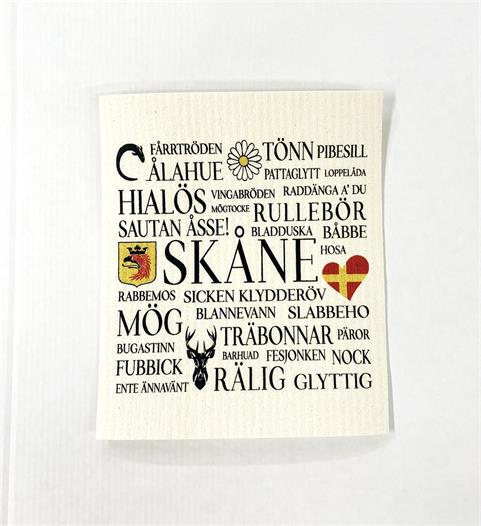 FÅRRTRÖDEN TÖNN PIBESILL
ÅLAHUE PATTAGLYTT LOPPELÅDA
HIALÖS VINGABRÖDEN RADDÄNGA A' DU
MÖGTOCKE RULLEBÖR
SAUTAN ÅSSE! BLADDUSKA BÅBBE
SKÅNE HOSA
RABBEMOS SICKEN KLYDDERÖV
MÖG BLANNEVANN SLABBEHO
TRÄBONNAR PÄROR
BUGASTINN BARHUAD FESJONKEN NOCK
FUBBICK RÄLIG GLYTTIG
ENTE ÄNNAVÄNT